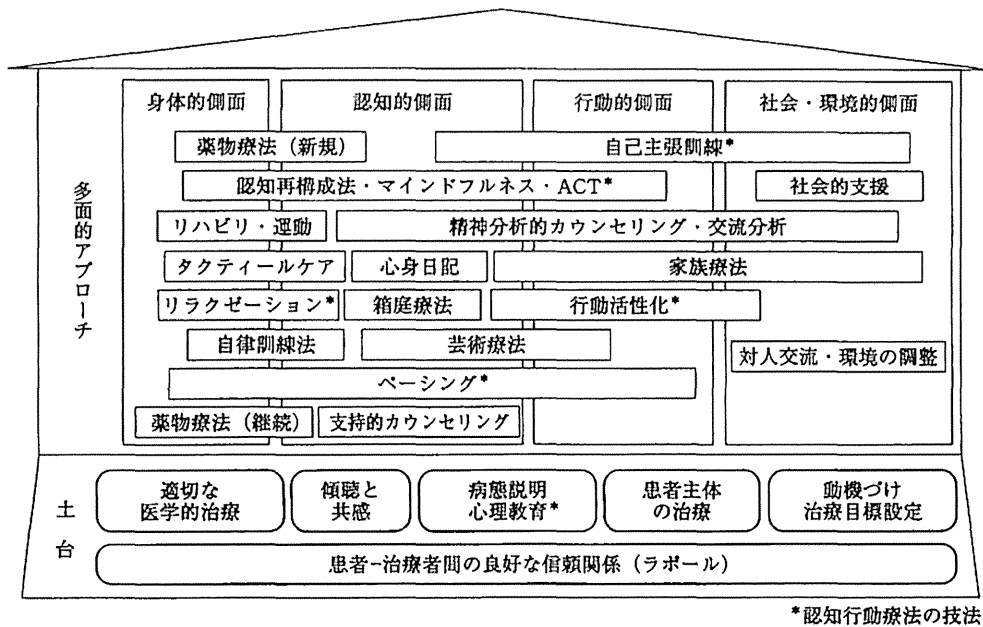 身体的側面
認知的側面
行動的側面
社会・環境的側面
多面的アプローチ
薬物療法（新規）
自己主張訓練*
認知再構成法・マインドフルネス・ACT*
社会的支援
リハビリ・運動
精神分析的カウンセリング・交流分析
タクティールケア
心身日記
家族療法
リラクゼーション*
箱庭療法
行動活性化*
自律訓練法
芸術療法
対人交流・環境の調整
ペーシング*
薬物療法（継続）
支持的カウンセリング
土台
適切な
医学的治療
傾聴と
共感
病態説明
心理教育*
患者主体
の治療
動機づけ
治療目標設定
患者−治療者間の良好な信頼関係（ラポール）
*認知行動療法の技法